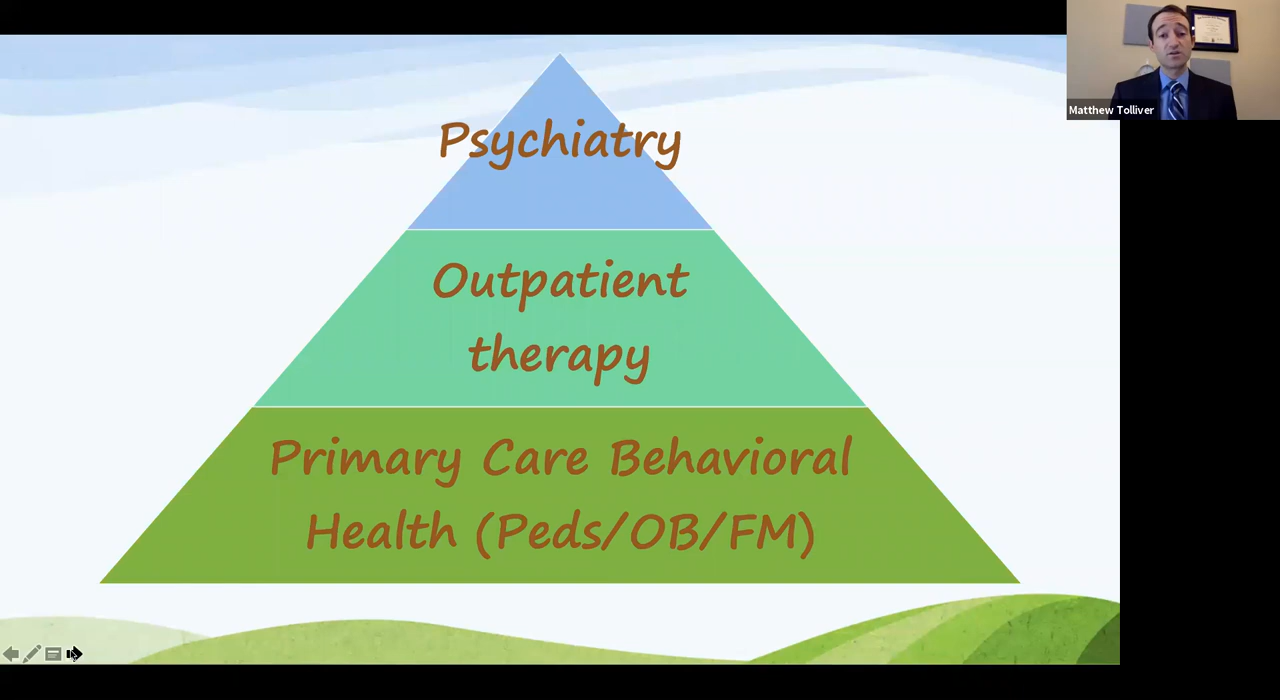 Psychiatry
Outpatient
therapy
Primary Care Behavioral
Health (Peds/OB/FM)
Matthew Tolliver